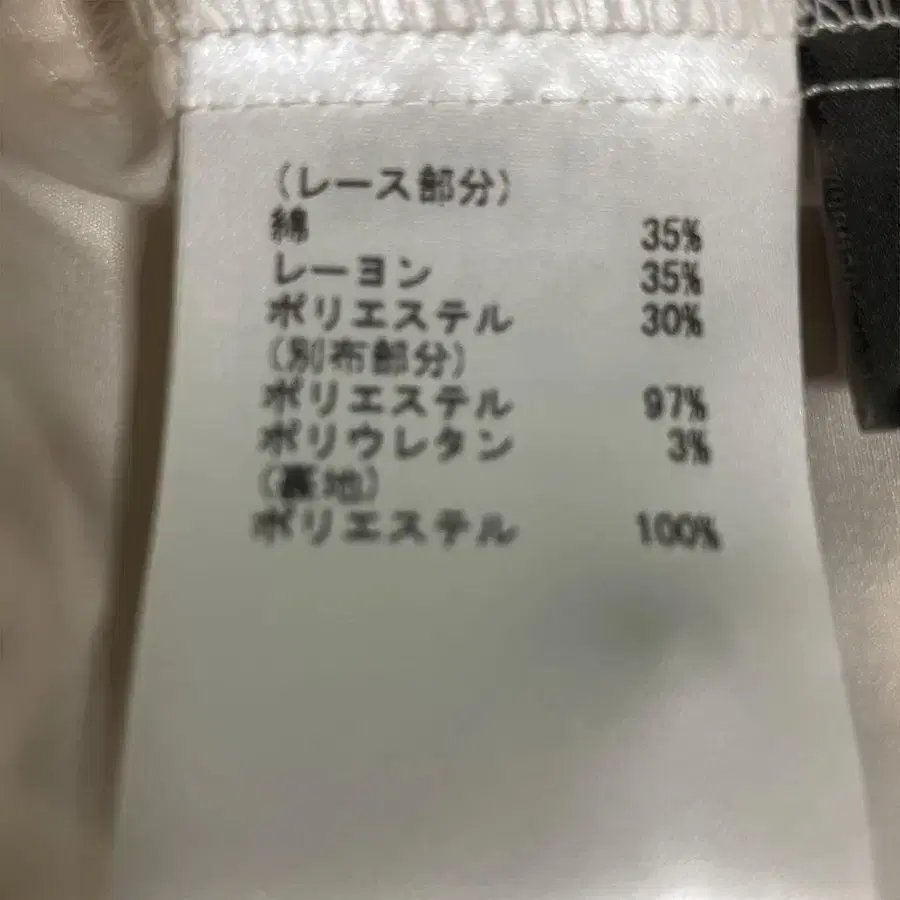 (レース部分)
綿 35%
レーヨン 35%
ポリエステル 30%
(別布部分)
ポリエステル 97%
ポリウレタン 3%
(裏地)
ポリエステル 100%